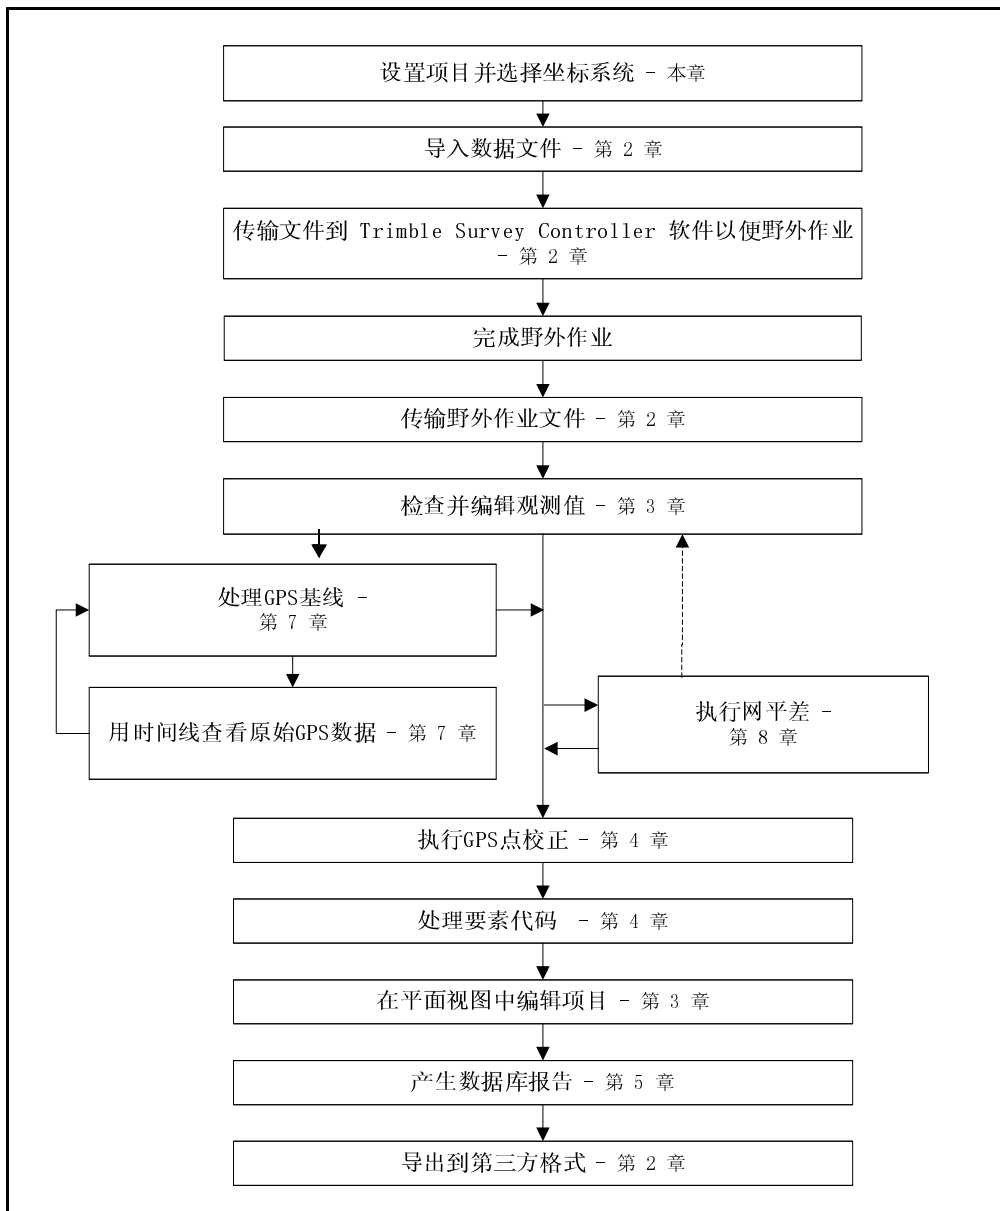 设置项目并选择坐标系统 - 本章
导入数据文件 - 第 2 章
传输文件到 Trimble Survey Controller 软件以便野外作业
- 第 2 章
完成野外作业
传输野外作业文件 - 第 2 章
检查并编辑观测值 - 第 3 章
处理GPS基线 -
第 7 章
用时间线查看原始GPS数据 - 第 7 章
执行网平差 -
第 8 章
执行GPS点校正 - 第 4 章
处理要素代码 - 第 4 章
在平面视图中编辑项目 - 第 3 章
产生数据库报告 - 第 5 章
导出到第三方格式 - 第 2 章